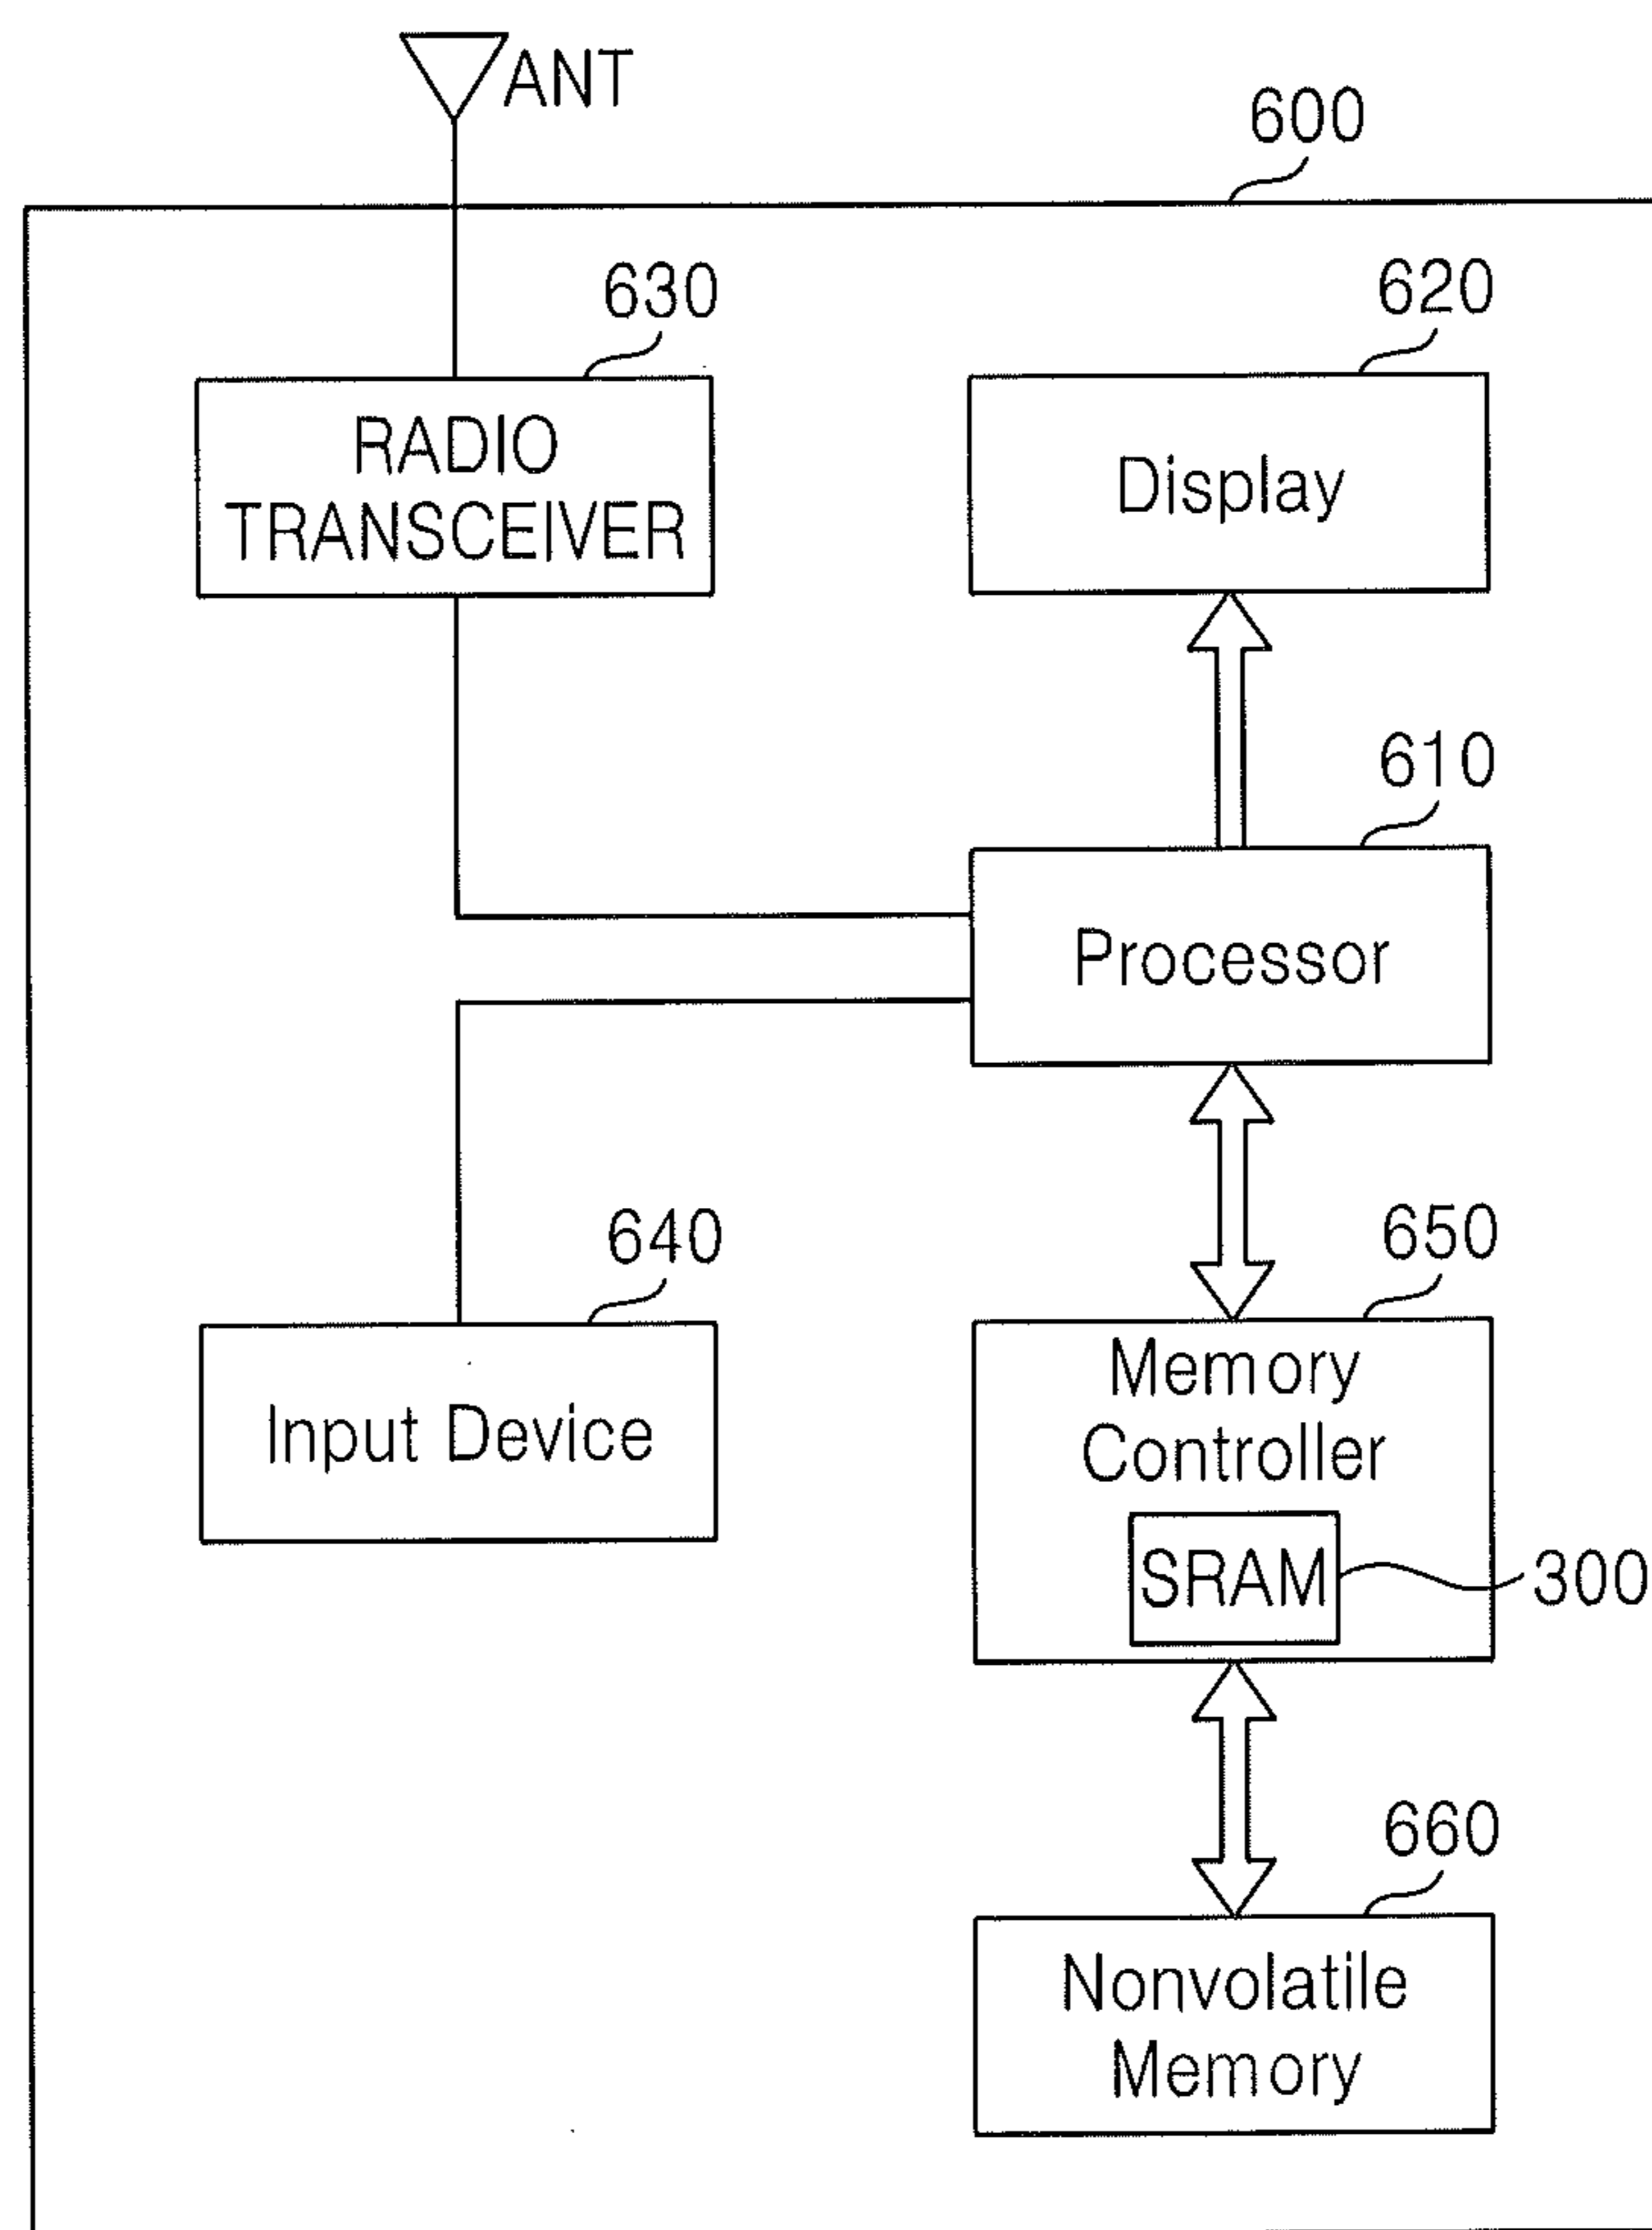 ANT
600
630
620
RADIO
TRANSCEIVER
Display
610
Processor
640
650
Input Device
Memory
Controller
SRAM
300
660
Nonvolatile
Memory